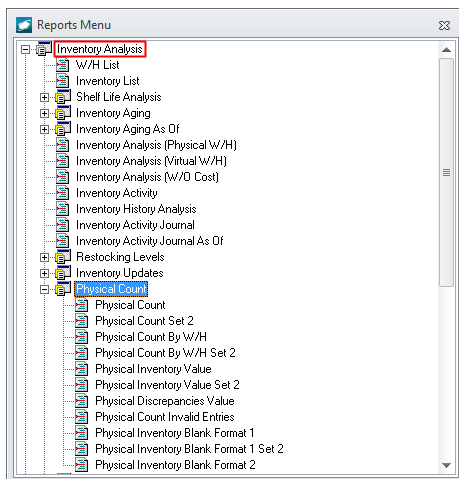 Reports Menu
Inventory Analysis
W/H List
Inventory List
Shelf Life Analysis
Inventory Aging
Inventory Aging As Of
Inventory Analysis (Physical W/H)
Inventory Analysis (Virtual W/H)
Inventory Analysis (W/O Cost)
Inventory Activity
Inventory History Analysis
Inventory Activity Journal
Inventory Activity Journal As Of
Restocking Levels
Inventory Updates
Physical Count
Physical Count
Physical Count Set 2
Physical Count By W/H
Physical Count By W/H Set 2
Physical Inventory Value
Physical Inventory Value Set 2
Physical Discrepancies Value
Physical Count Invalid Entries
Physical Inventory Blank Format 1
Physical Inventory Blank Format 1 Set 2
Physical Inventory Blank Format 2